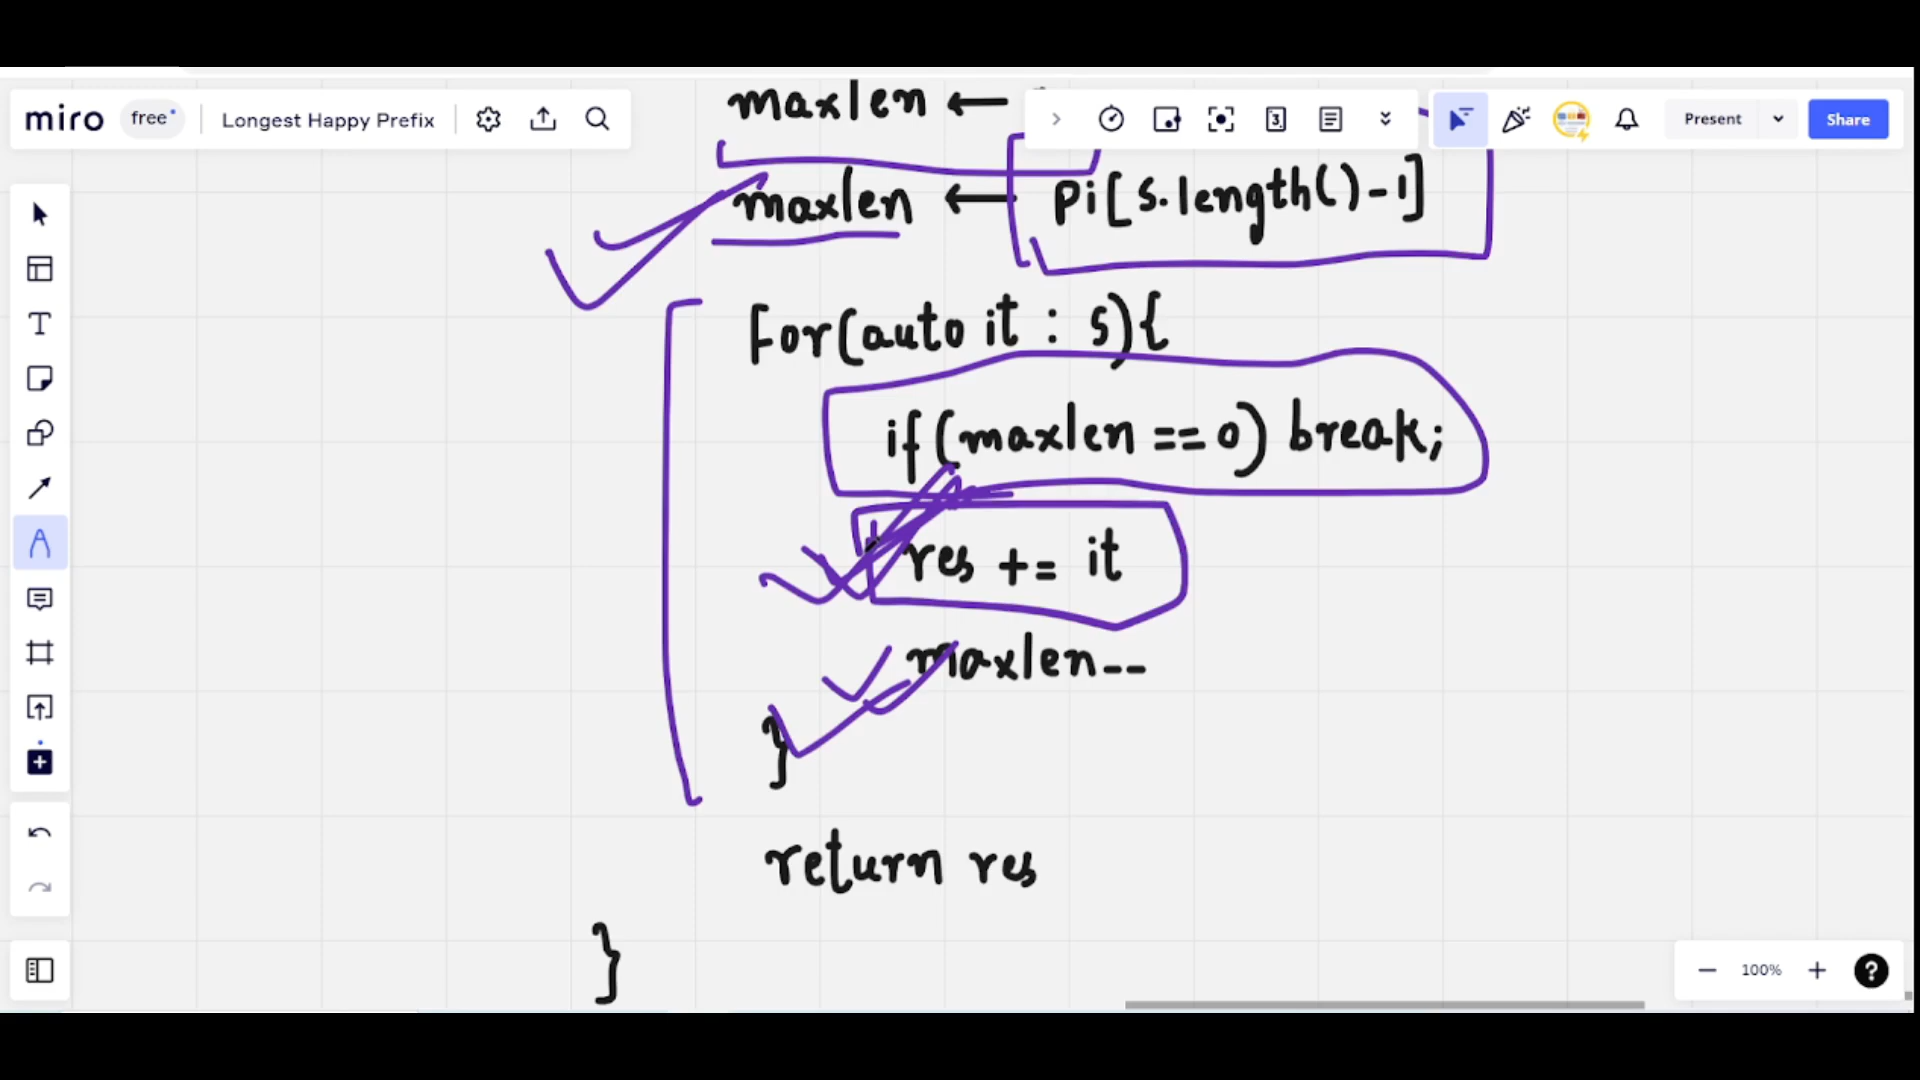 maxlen ←
miro free Longest Happy Prefix
3 Present Share
maxlen ← Pi[s.length()-1]
for(auto it : s){
if(maxlen == 0) break;
res += it
maxlen--
}
return res
}
100%